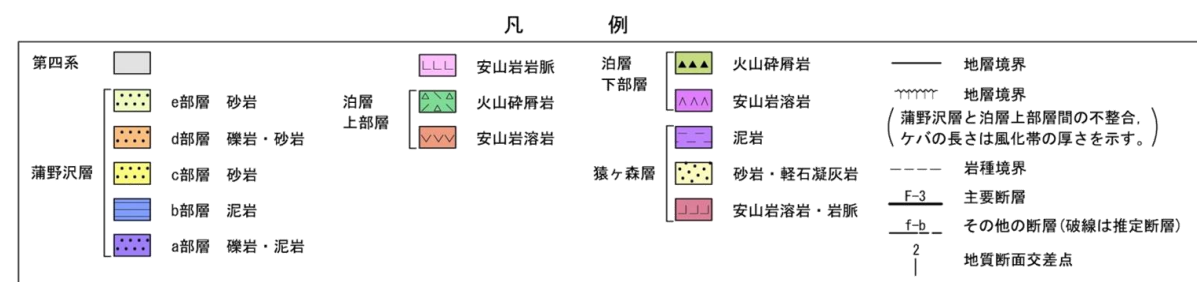 凡 例
第四系
蒲野沢層
e部層 砂岩
d部層 礫岩・砂岩
c部層 砂岩
b部層 泥岩
a部層 礫岩・泥岩
安山岩岩脈
泊層
上部層
火山砕屑岩
安山岩溶岩
泊層
下部層
火山砕屑岩
安山岩溶岩
猿ヶ森層
泥岩
砂岩・軽石凝灰岩
安山岩溶岩・岩脈
地層境界
地層境界
蒲野沢層と泊層上部層間の不整合,
ケバの長さは風化帯の厚さを示す。
岩種境界
F-3 主要断層
f-b その他の断層(破線は推定断層)
2 地質断面交差点